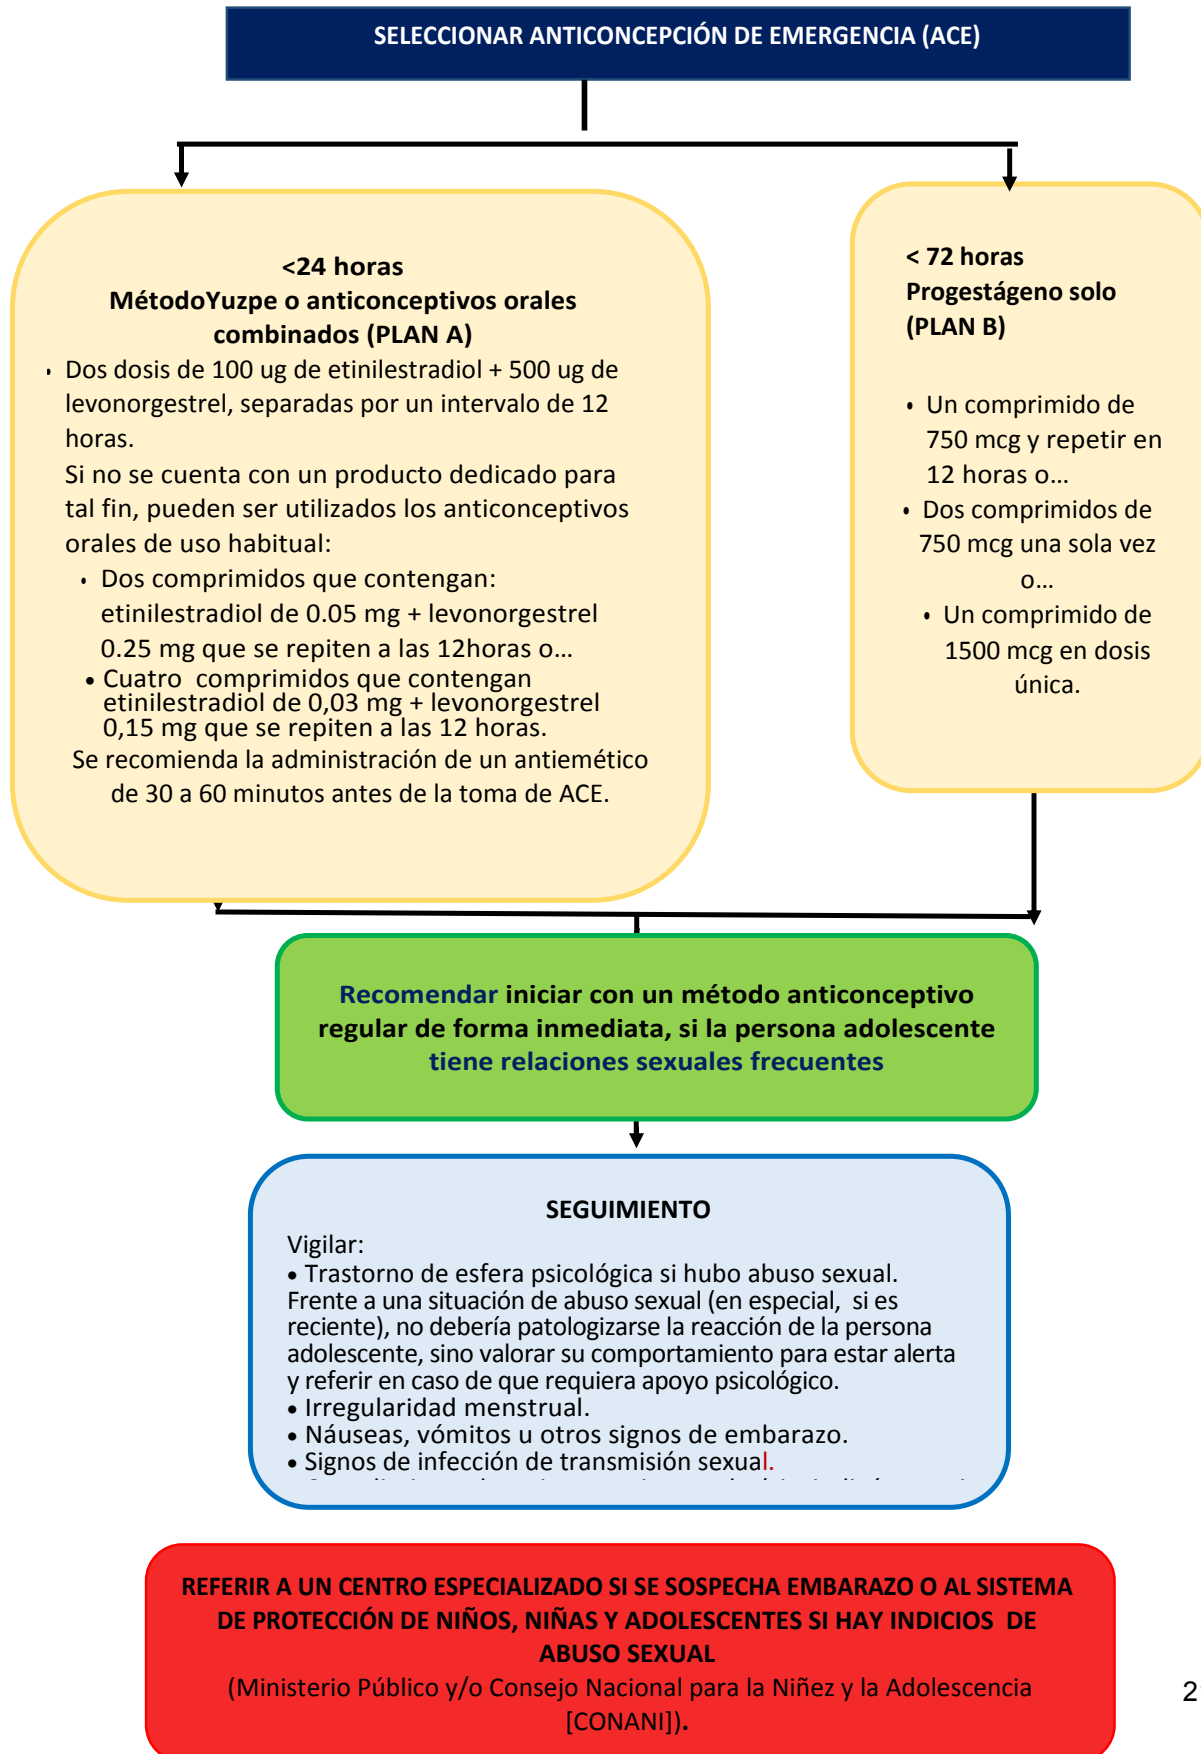 SELECCIONAR ANTICONCEPCIÓN DE EMERGENCIA (ACE)
<24 horas
MétodoYuzpe o anticonceptivos orales
combinados (PLAN A)
• Dos dosis de 100 ug de etinilestradiol + 500 ug de
levonorgestrel, separadas por un intervalo de 12
horas.
Si no se cuenta con un producto dedicado para
tal fin, pueden ser utilizados los anticonceptivos
orales de uso habitual:
• Dos comprimidos que contengan:
etinilestradiol de 0.05 mg + levonorgestrel
0.25 mg que se repiten a las 12horas o...
• Cuatro comprimidos que contengan
etinilestradiol de 0,03 mg + levonorgestrel
0,15 mg que se repiten a las 12 horas.
Se recomienda la administración de un antiemético
de 30 a 60 minutos antes de la toma de ACE.
< 72 horas
Progestágeno solo
(PLAN B)
• Un comprimido de
750 mcg y repetir en
12 horas o...
• Dos comprimidos de
750 mcg una sola vez
o...
• Un comprimido de
1500 mcg en dosis
única.
Recomendar iniciar con un método anticonceptivo
regular de forma inmediata, si la persona adolescente
tiene relaciones sexuales frecuentes
SEGUIMIENTO
Vigilar:
• Trastorno de esfera psicológica si hubo abuso sexual.
Frente a una situación de abuso sexual (en especial, si es
reciente), no debería patologizarse la reacción de la persona
adolescente, sino valorar su comportamiento para estar alerta
y referir en caso de que requiera apoyo psicológico.
• Irregularidad menstrual.
• Náuseas, vómitos u otros signos de embarazo.
• Signos de infección de transmisión sexual.
REFERIR A UN CENTRO ESPECIALIZADO SI SE SOSPECHA EMBARAZO O AL SISTEMA
DE PROTECCIÓN DE NIÑOS, NIÑAS Y ADOLESCENTES SI HAY INDICIOS DE
ABUSO SEXUAL
(Ministerio Público y/o Consejo Nacional para la Niñez y la Adolescencia
[CONANI]).
2